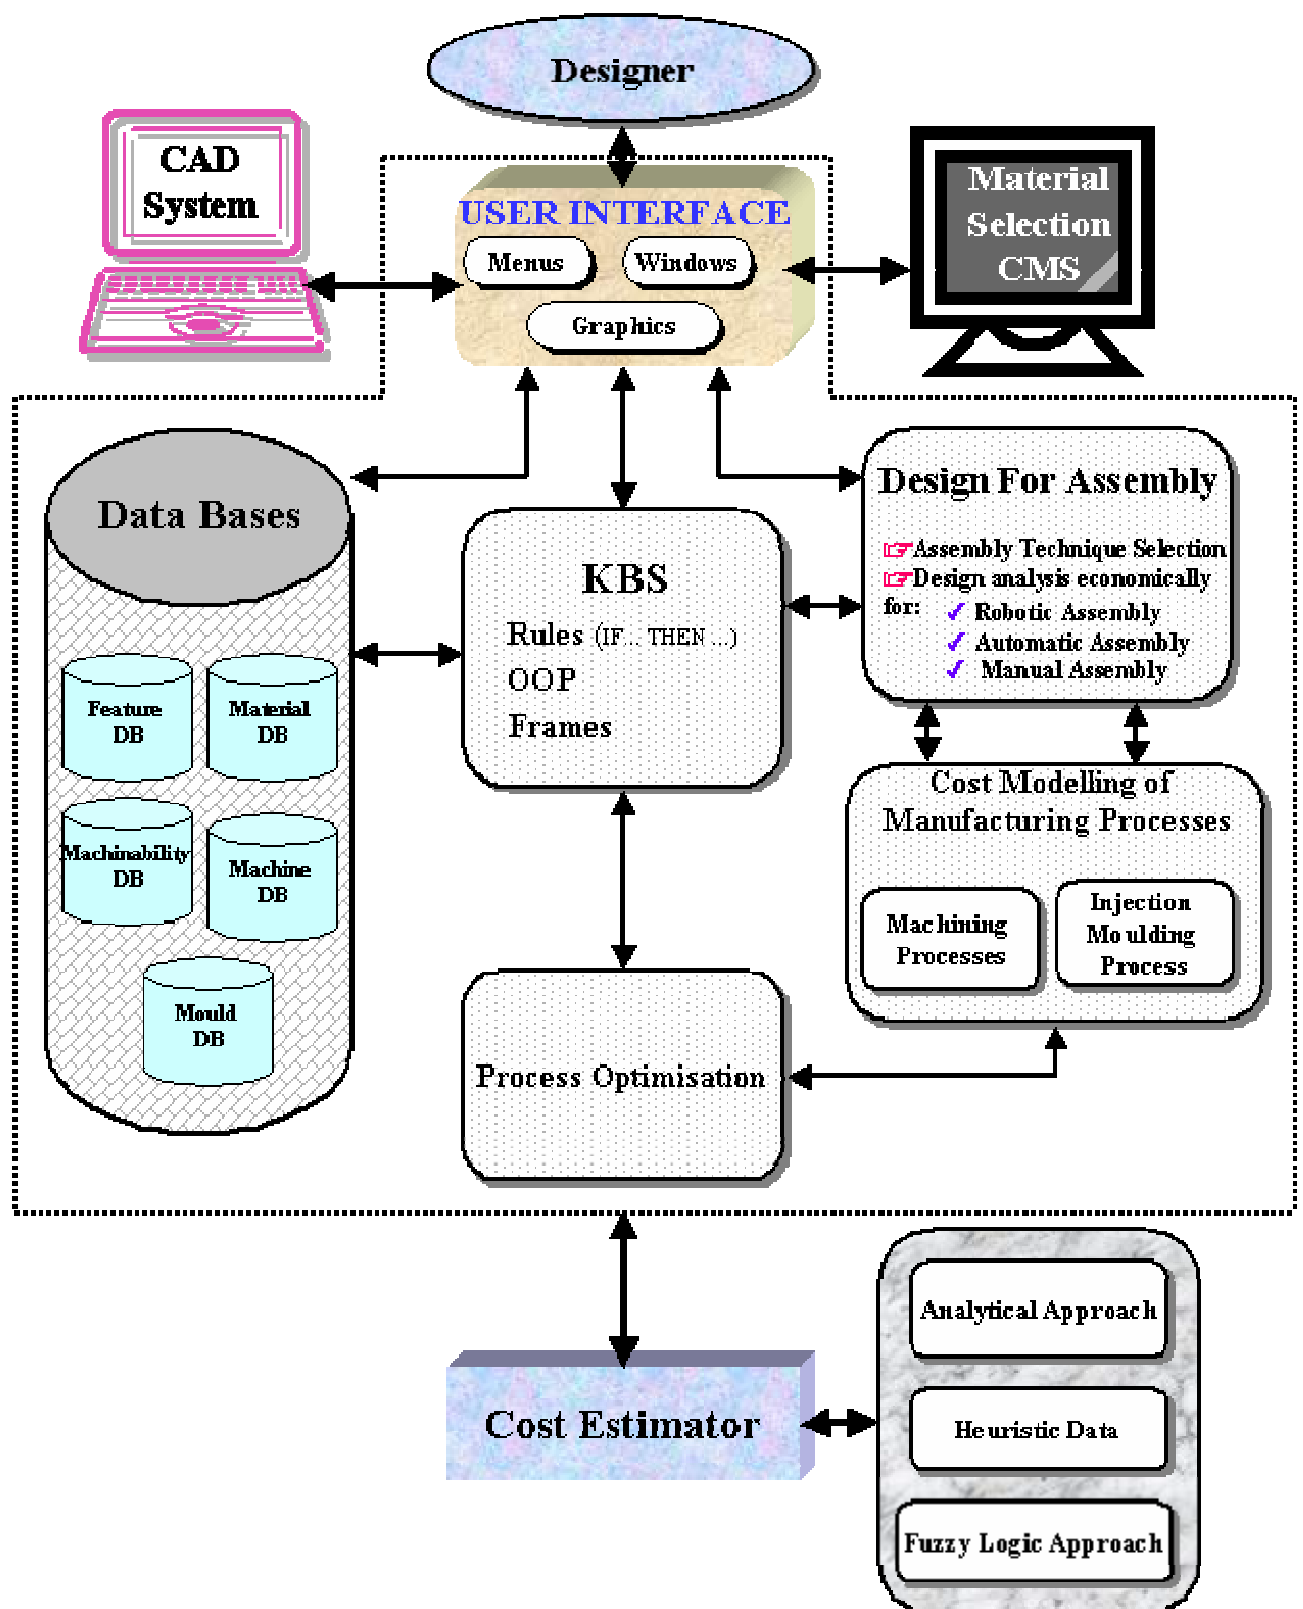 Designer
CAD
System
USER INTERFACE
Menus
Windows
Graphics
Material
Selection
CMS
Data Bases
Feature
DB
Material
DB
Machinability
DB
Machine
DB
Mould
DB
KBS
Rules (IF... THEN ...)
OOP
Frames
Design For Assembly
Assembly Technique Selection
Design analysis economically
for:
✓ Robotic Assembly
✓ Automatic Assembly
✓ Manual Assembly
Cost Modelling of
Manufacturing Processes
Machining
Processes
Injection
Moulding
Process
Process Optimisation
Cost Estimator
Analytical Approach
Heuristic Data
Fuzzy Logic Approach